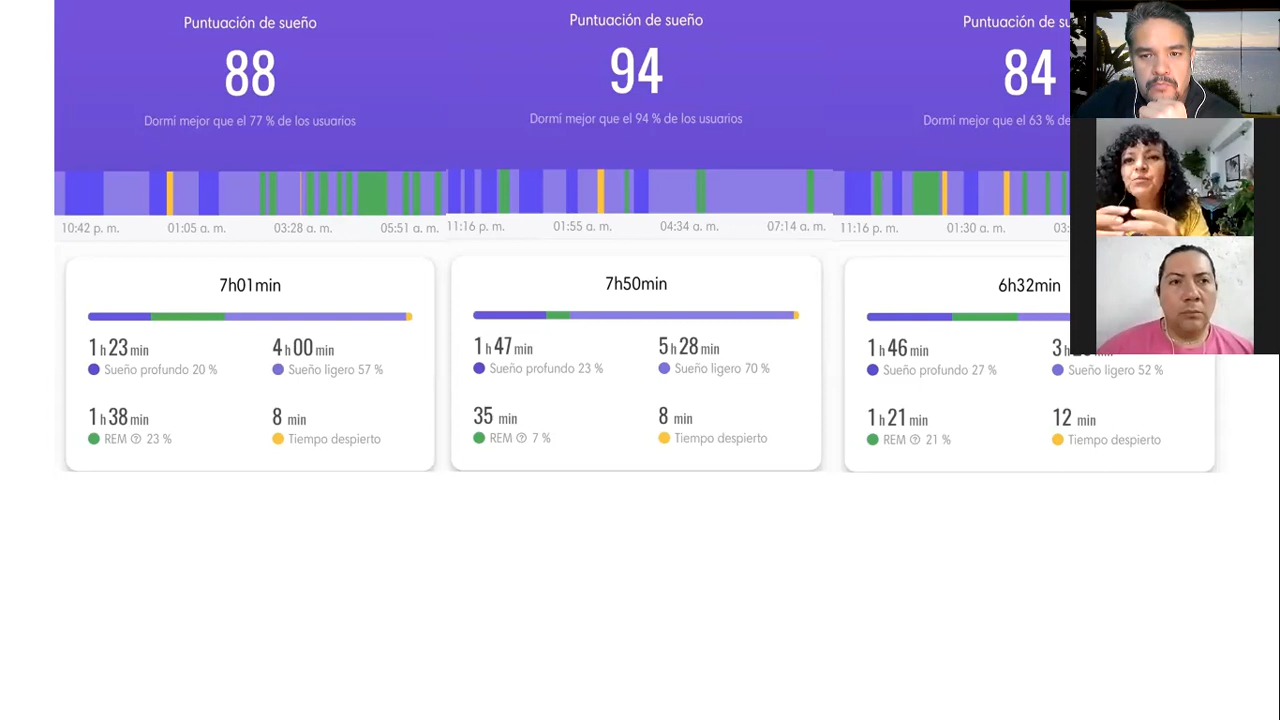 Puntuación de sueño
88
Dormí mejor que el 77 % de los usuarios
10:42 p. m. 01:05 a. m. 03:28 a. m. 05:51 a. m.
7h01min
1 h 23 min 4 h 00 min
Sueño profundo 20 % Sueño ligero 57 %
1 h 38 min 8 min
REM ? 23 % Tiempo despierto
Puntuación de sueño
94
Dormí mejor que el 94 % de los usuarios
11:16 p. m. 01:55 a. m. 04:34 a. m. 07:14 a. m.
7h50min
1 h 47 min 5 h 28 min
Sueño profundo 23 % Sueño ligero 70 %
35 min 8 min
REM ? 7 % Tiempo despierto
Puntuación de
84
Dormí mejor que el 63 % de los
11:16 p. m. 01:30 a. m.
6h32min
1 h 46 min 3 h
Sueño profundo 27 % Sueño ligero 52 %
1 h 21 min 12 min
REM ? 21 % Tiempo despierto